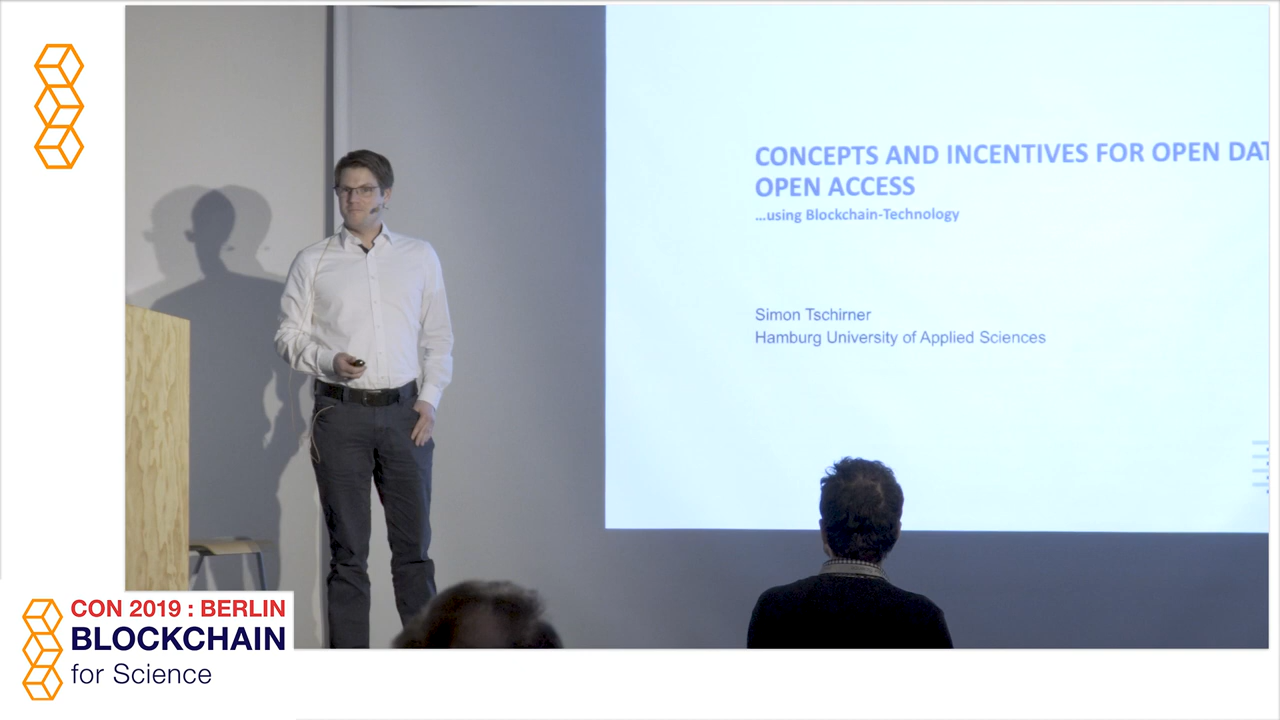 CONCEPTS AND INCENTIVES FOR OPEN DAT
OPEN ACCESS
...using Blockchain-Technology
Simon Tschirner
Hamburg University of Applied Sciences
CON 2019 : BERLIN
BLOCKCHAIN
for Science